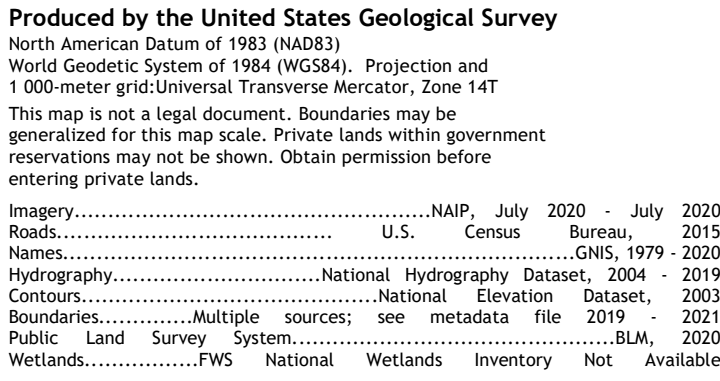 Produced by the United States Geological Survey
North American Datum of 1983 (NAD83)
World Geodetic System of 1984 (WGS84).  Projection and
1 000-meter grid:Universal Transverse Mercator, Zone 14T
This map is not a legal document. Boundaries may be
generalized for this map scale. Private lands within government
reservations may not be shown. Obtain permission before
entering private lands.
Imagery.....................................................NAIP, July 2020 - July 2020
Roads......................................... U.S. Census Bureau, 2015
Names............................................................................GNIS, 1979 - 2020
Hydrography...............................National Hydrography Dataset, 2004 - 2019
Contours............................................National Elevation Dataset, 2003
Boundaries..............Multiple sources; see metadata file 2019 - 2021
Public Land Survey System................................................BLM, 2020
Wetlands.................FWS National Wetlands Inventory Not Available